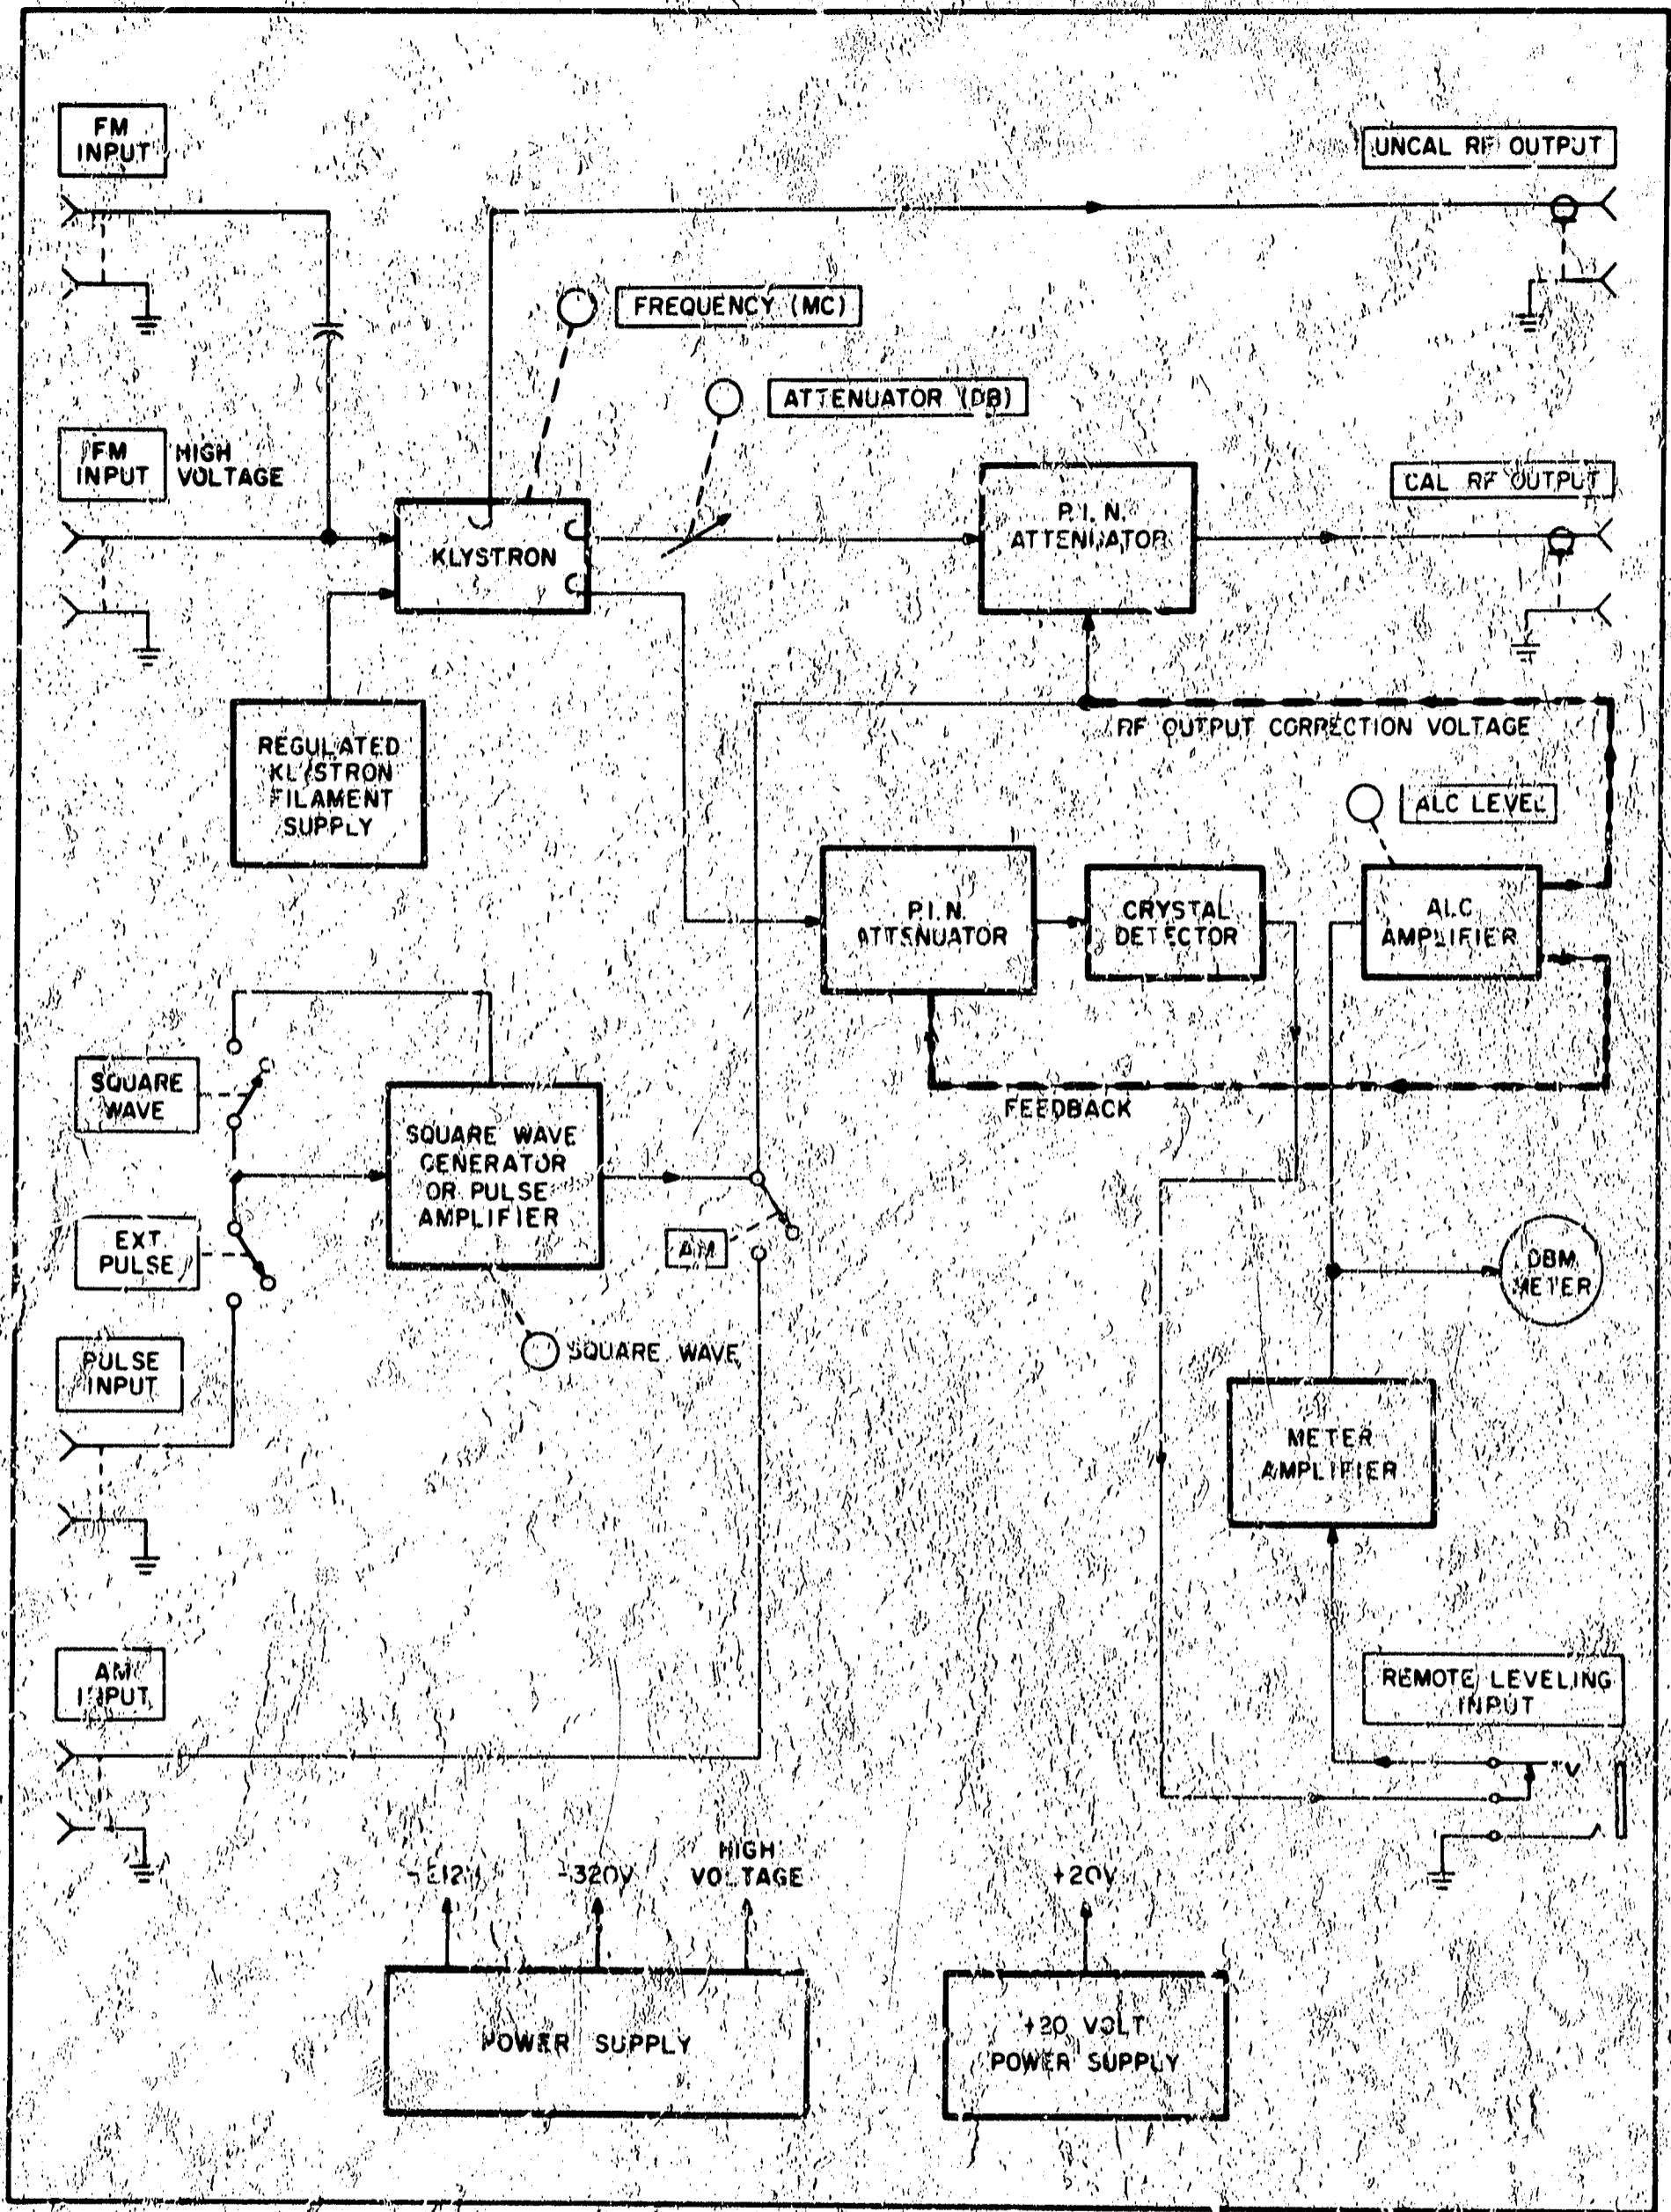 FM
INPUT
UNCAL RF OUTPUT
FREQUENCY (MC)
ATTENUATOR (DB)
FM
INPUT
HIGH
VOLTAGE
CAL RF OUTPUT
P.I.N.
ATTENUATOR
KLYSTRON
RF OUTPUT CORRECTION VOLTAGE
REGULATED
KLYSTRON
FILAMENT
SUPPLY
ALC LEVEL
P.I.N.
ATTENUATOR
CRYSTAL
DETECTOR
ALC
AMPLIFIER
SQUARE
WAVE
FEEDBACK
SQUARE WAVE
GENERATOR
OR PULSE
AMPLIFIER
EXT
PULSE
AM
DBM
METER
SQUARE WAVE
PULSE
INPUT
METER
AMPLIFIER
AM
INPUT
REMOTE LEVELING
INPUT
-320V
HIGH
VOLTAGE
+20V
POWER SUPPLY
+20 VOLT
POWER SUPPLY